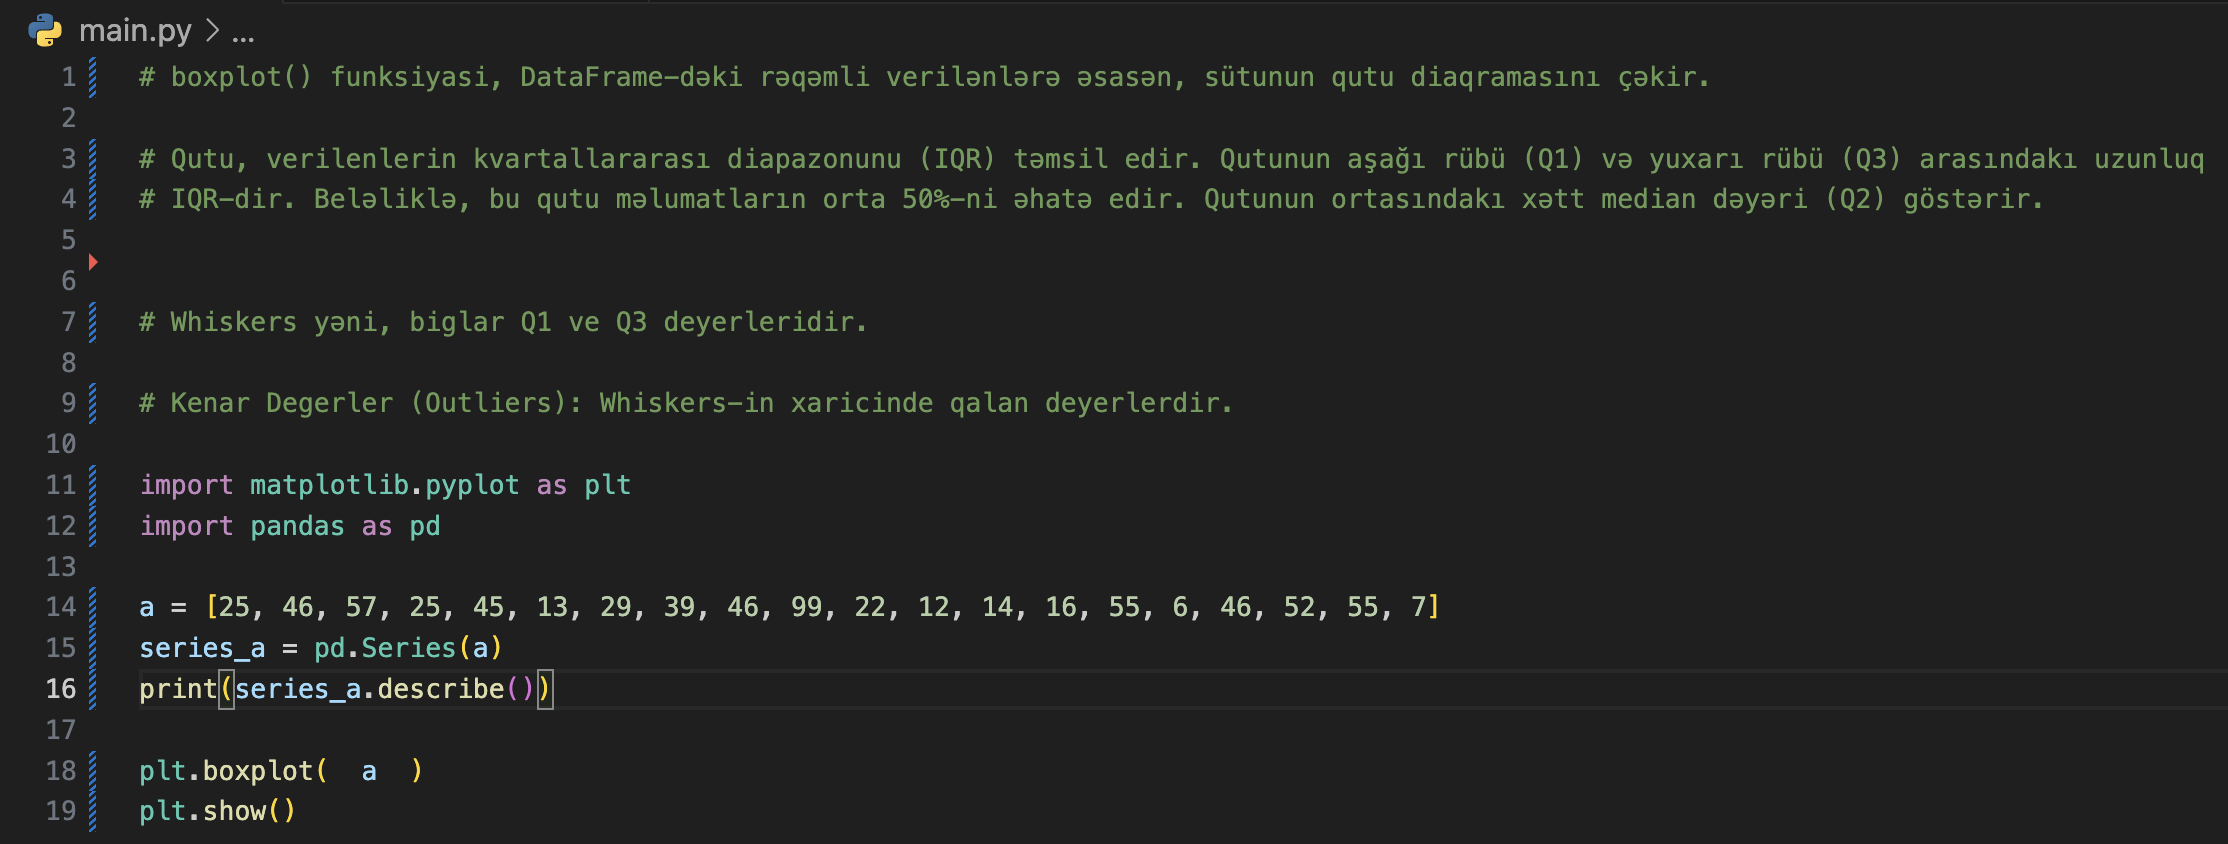 main.py > ...
1 # boxplot() funksiyasi, DataFrame-dəki rəqəmli verilənlərə əsasən, sütunun qutu diaqramasını çəkir.
2
3 # Qutu, verilenlerin kvartallararası diapazonunu (IQR) təmsil edir. Qutunun aşağı rübü (Q1) və yuxarı rübü (Q3) arasındakı uzunluq
4 # IQR-dir. Beləliklə, bu qutu məlumatların orta 50%-ni əhatə edir. Qutunun ortasındakı xətt median dəyəri (Q2) göstərir.
5
6
7 # Whiskers yəni, biglar Q1 ve Q3 deyerleridir.
8
9 # Kenar Degerler (Outliers): Whiskers-in xaricinde qalan deyerlerdir.
10
11 import matplotlib.pyplot as plt
12 import pandas as pd
13
14 a = [25, 46, 57, 25, 45, 13, 29, 39, 46, 99, 22, 12, 14, 16, 55, 6, 46, 52, 55, 7]
15 series_a = pd.Series(a)
16 print(series_a.describe())
17
18 plt.boxplot(  a  )
19 plt.show()